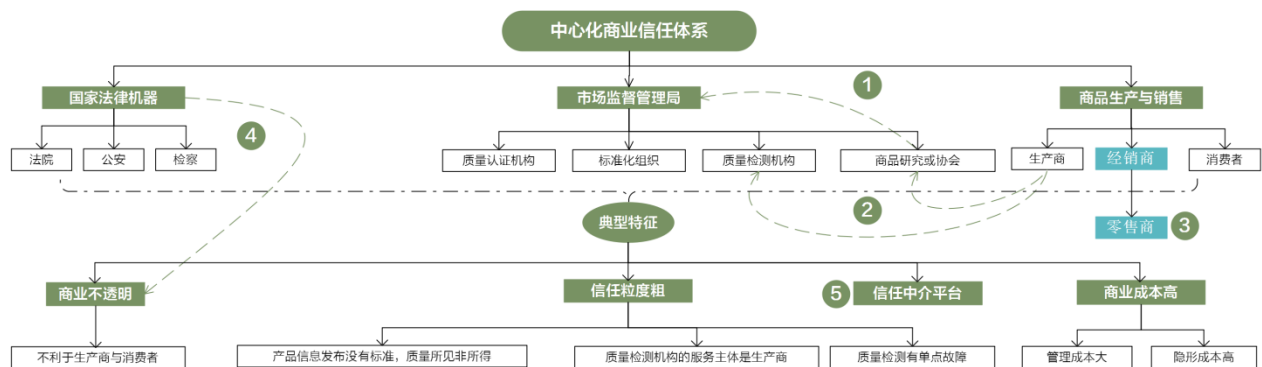 中心化商业信任体系
国家法律机器
市场监督管理局
1
商品生产与销售
4
法院
公安
检察
质量认证机构
标准化组织
质量检测机构
商品研究或协会
生产商
经销商
消费者
2
典型特征
零售商
3
商业不透明
信任粒度粗
5
信任中介平台
商业成本高
不利于生产商与消费者
产品信息发布没有标准，质量所见非所得
质量检测机构的服务主体是生产商
质量检测有单点故障
管理成本大
隐形成本高